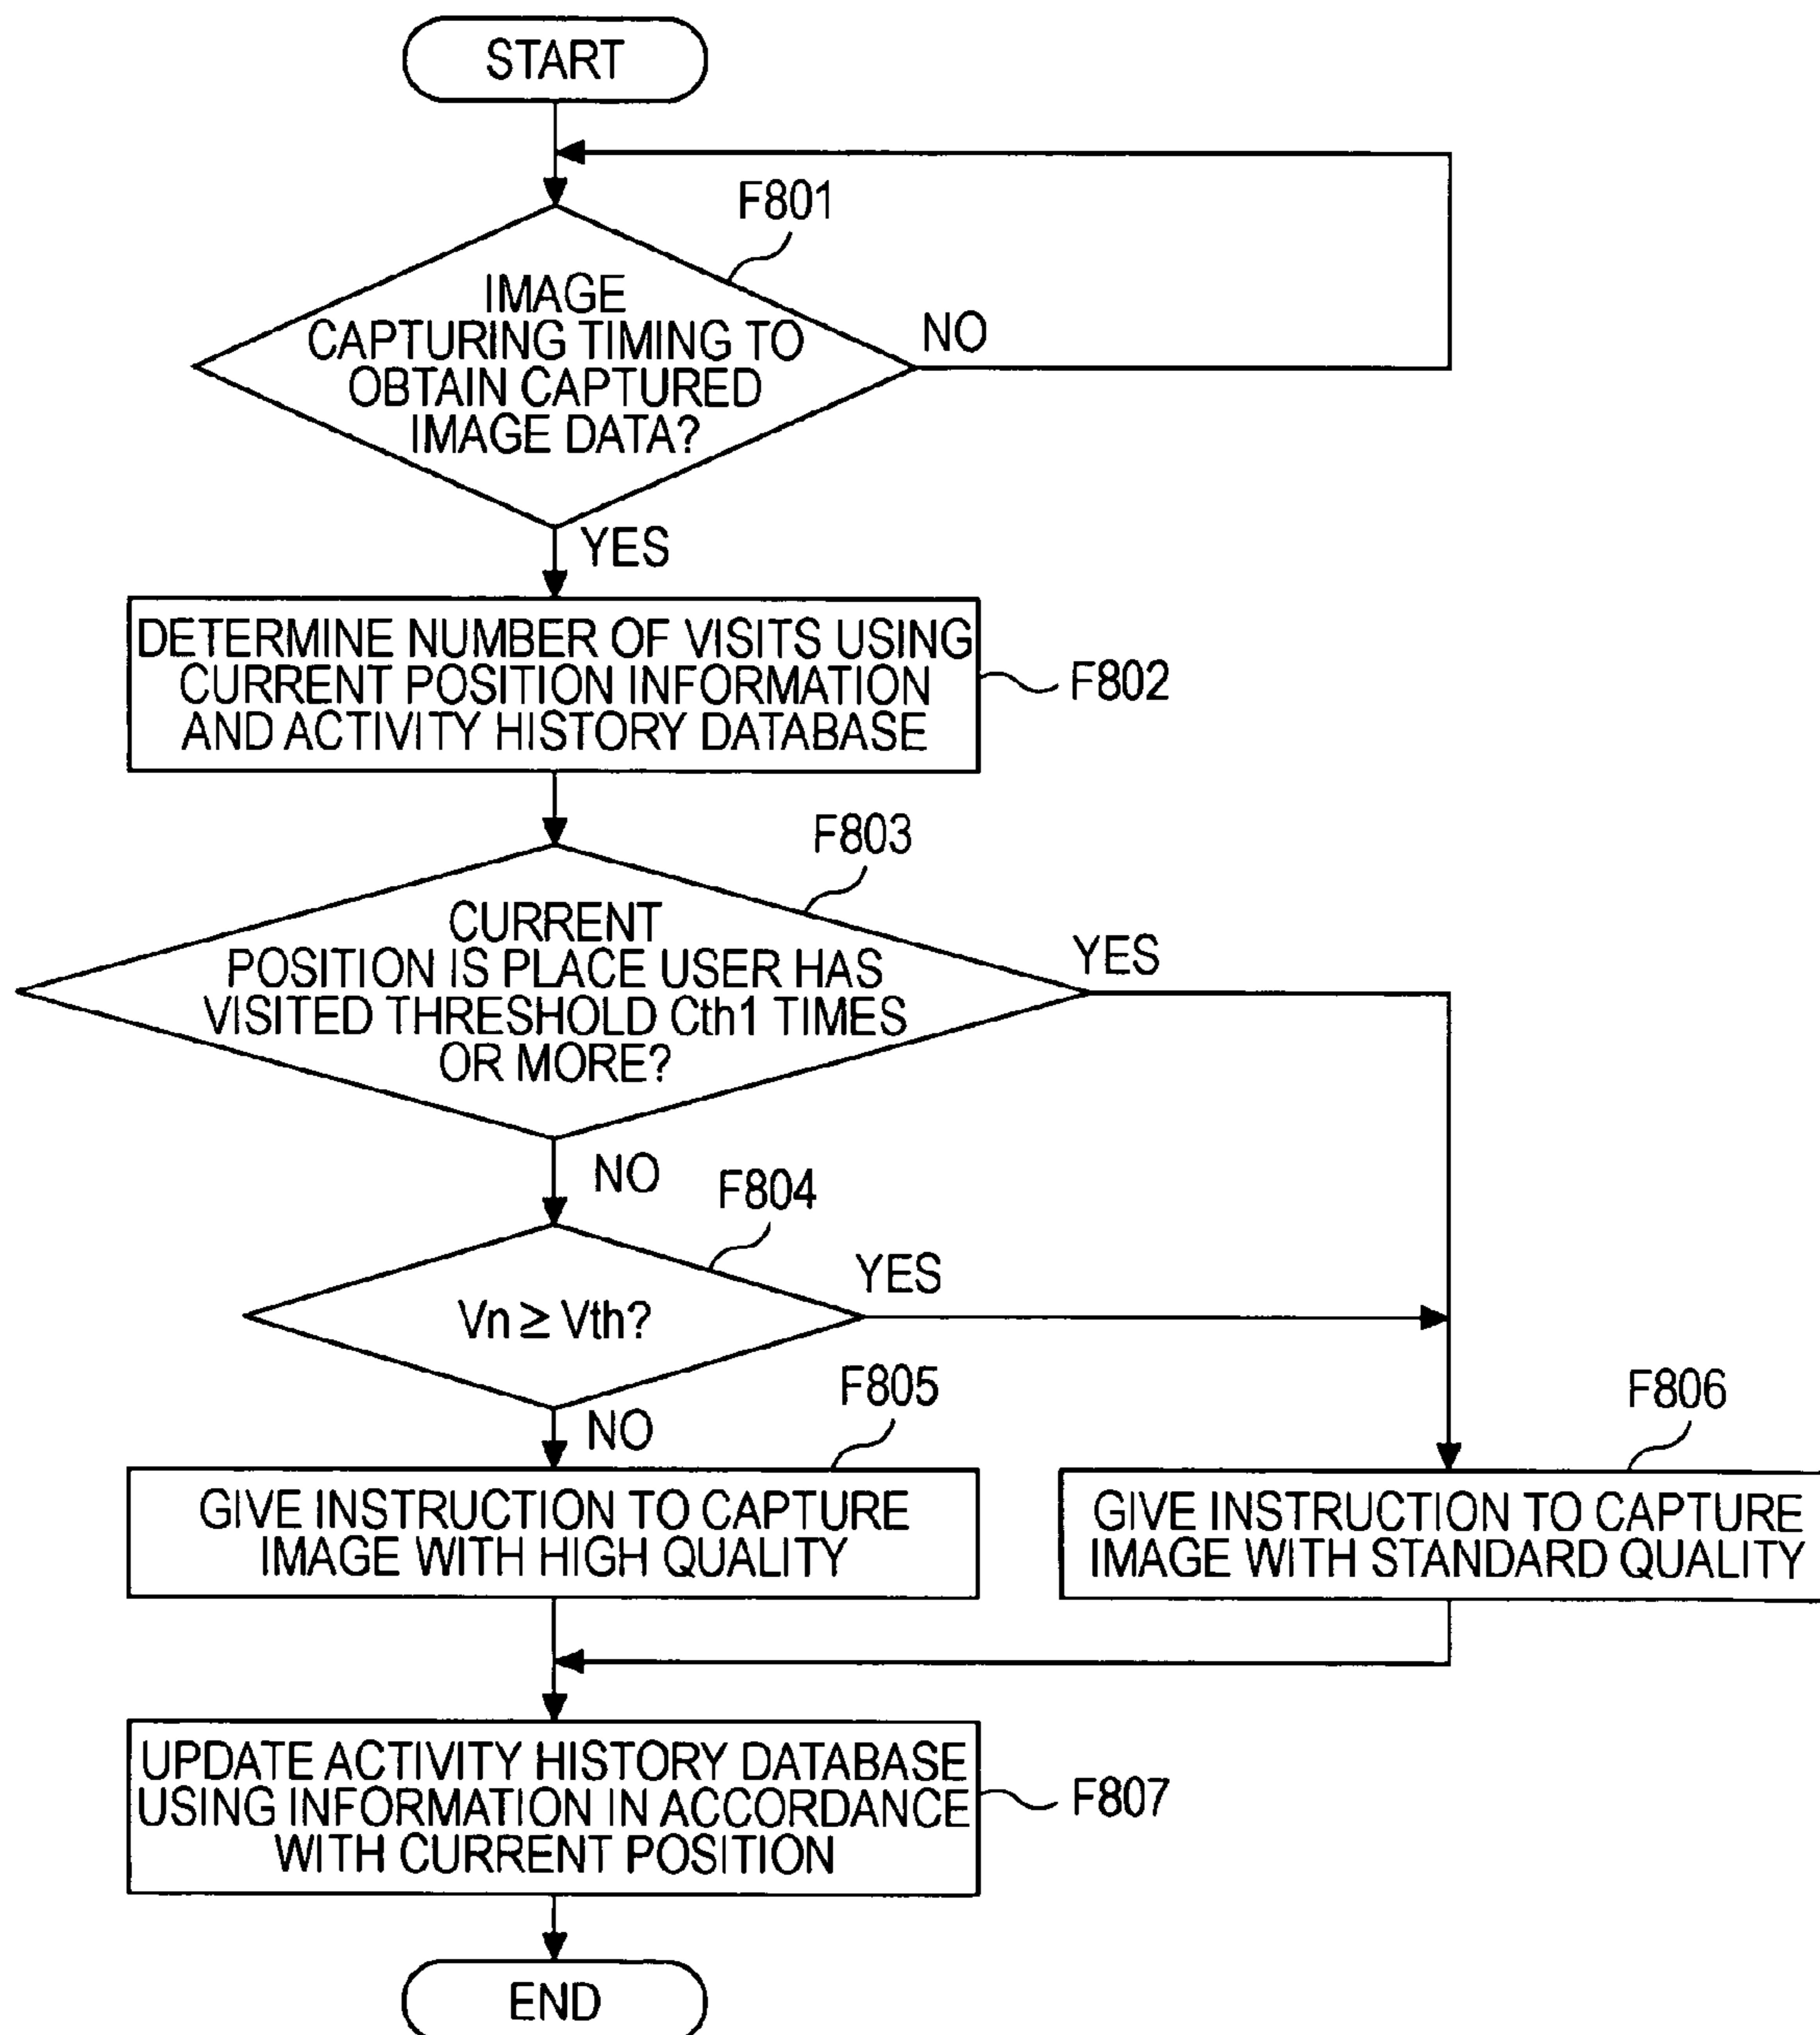 START
F801
IMAGE
CAPTURING TIMING TO
OBTAIN CAPTURED
IMAGE DATA?
NO
YES
DETERMINE NUMBER OF VISITS USING
CURRENT POSITION INFORMATION
AND ACTIVITY HISTORY DATABASE
F802
F803
CURRENT
POSITION IS PLACE USER HAS
VISITED THRESHOLD Cth1 TIMES
OR MORE?
YES
NO
F804
Vn ≥ Vth?
YES
NO
F805
GIVE INSTRUCTION TO CAPTURE
IMAGE WITH HIGH QUALITY
F806
GIVE INSTRUCTION TO CAPTURE
IMAGE WITH STANDARD QUALITY
UPDATE ACTIVITY HISTORY DATABASE
USING INFORMATION IN ACCORDANCE
WITH CURRENT POSITION
F807
END